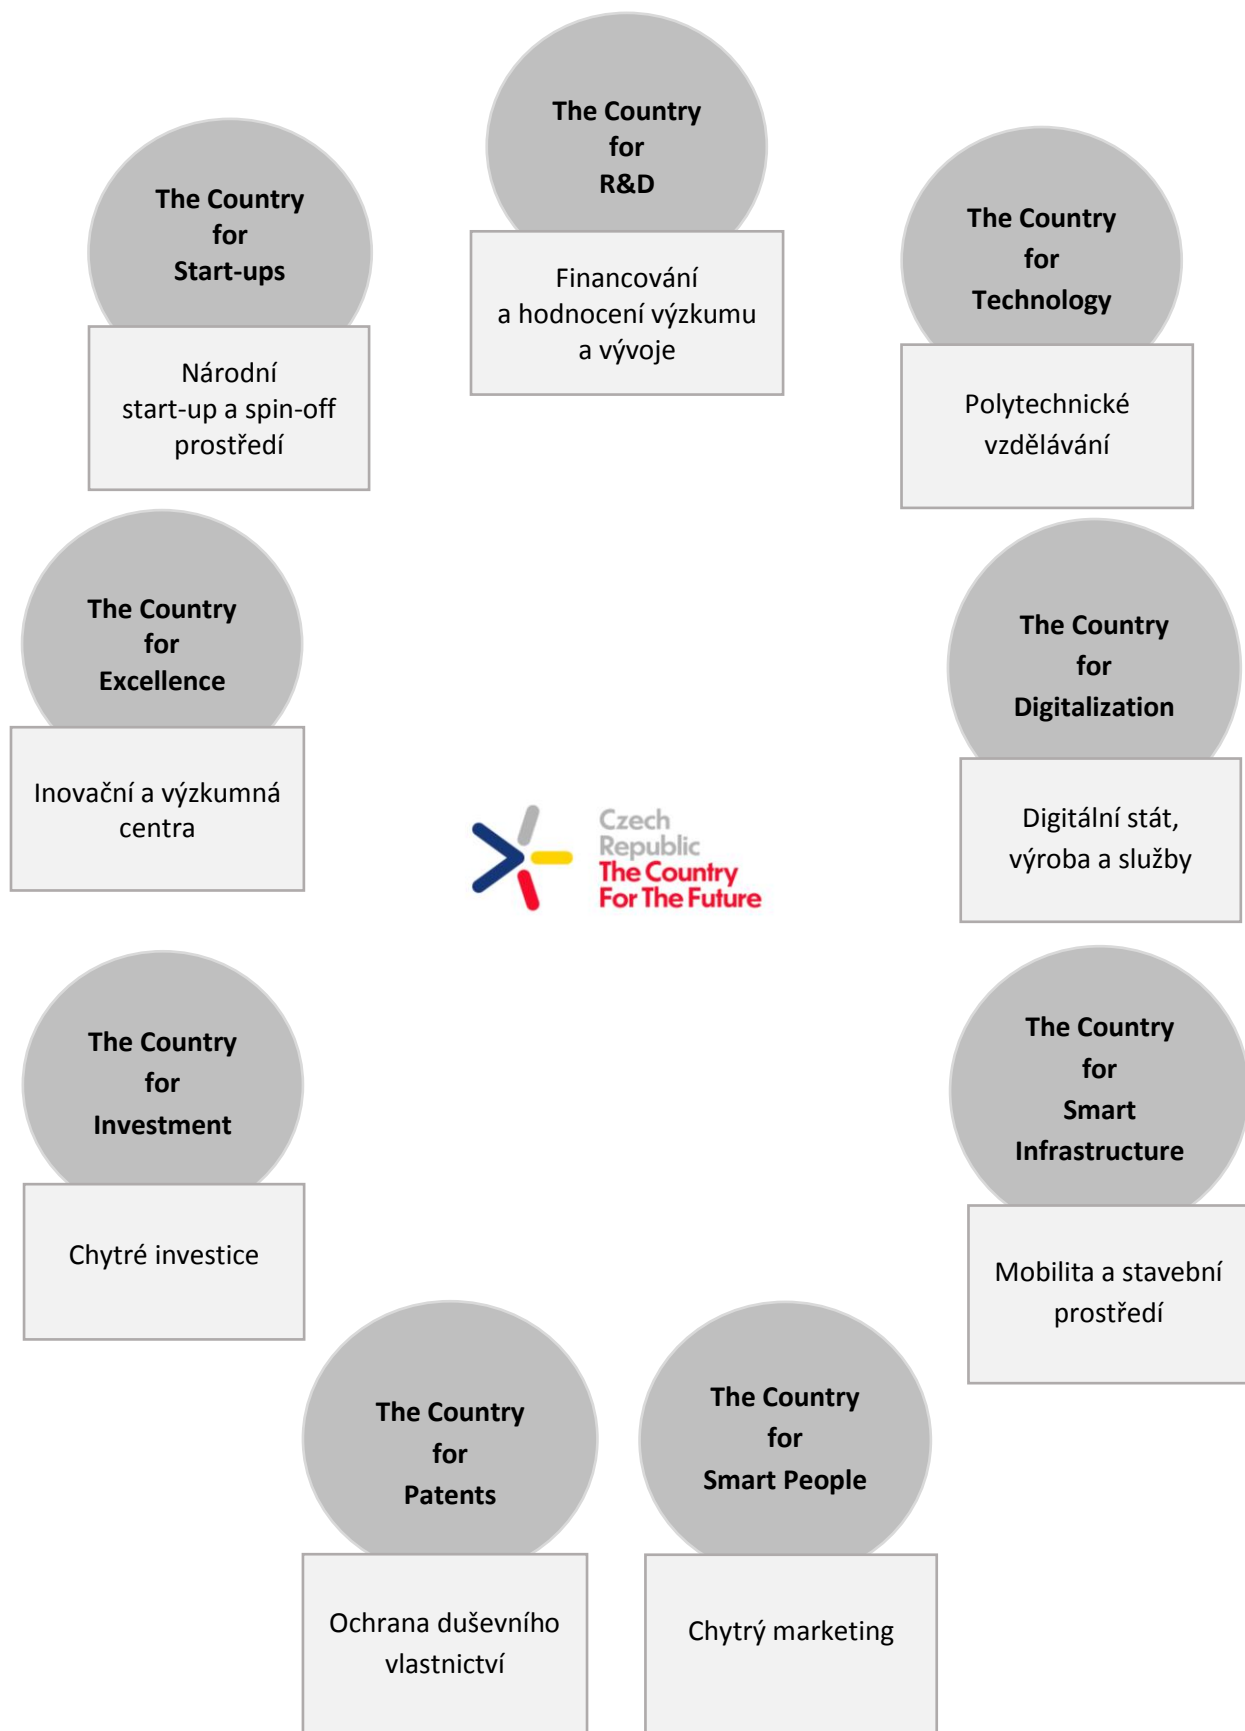 The Country
for
R&D
Financování
a hodnocení výzkumu
a vývoje
The Country
for
Start-ups
Národní
start-up a spin-off
prostředí
The Country
for
Technology
Polytechnické
vzdělávání
The Country
for
Excellence
Inovační a výzkumná
centra
The Country
for
Digitalization
Digitální stát,
výroba a služby
Czech
Republic
The Country
For The Future
The Country
for
Investment
Chytré investice
The Country
for
Smart
Infrastructure
Mobilita a stavební
prostředí
The Country
for
Patents
Ochrana duševního
vlastnictví
The Country
for
Smart People
Chytrý marketing